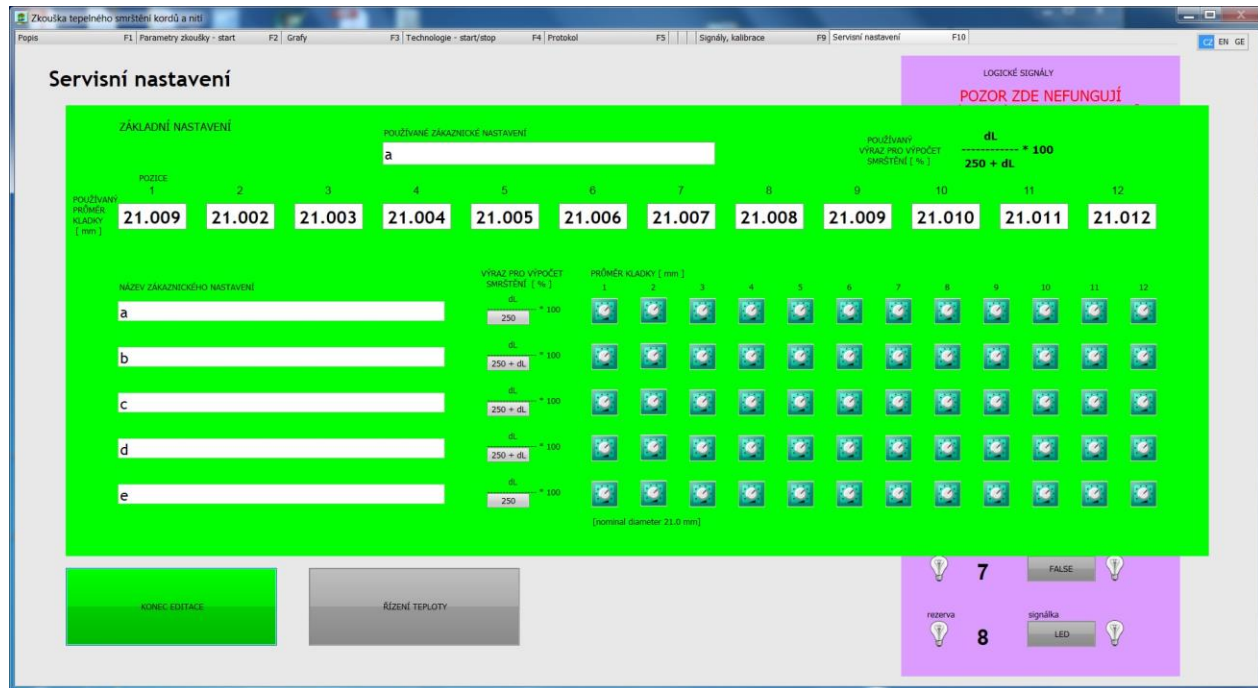 Zkouška tepelného smrštění kordů a nití
Popis F1 Parametry zkoušky - start F2 Grafy F3 Technologie - start/stop F4 Protokol F5 Signály, kalibrace F9 Servisní nastavení F10
CZ EN GE
Servisní nastavení
LOGICKÉ SIGNÁLY
POZOR ZDE NEFUNGUJÍ
ZÁKLADNÍ NASTAVENÍ
POUŽÍVANÉ ZÁKAZNICKÉ NASTAVENÍ
a
POUŽÍVANÝ
VÝRAZ PRO VÝPOČET
SMRŠTĚNÍ [ % ]
dL
------------ * 100
250 + dL
POZICE
1 2 3 4 5 6 7 8 9 10 11 12
POUŽÍVANÝ
PRŮMĚR
KLADKY
[ mm ]
21.009 21.002 21.003 21.004 21.005 21.006 21.007 21.008 21.009 21.010 21.011 21.012
NÁZEV ZÁKAZNICKÉHO NASTAVENÍ
VÝRAZ PRO VÝPOČET
SMRŠTĚNÍ [ % ]
PRŮMĚR KLADKY [ mm ]
1 2 3 4 5 6 7 8 9 10 11 12
a
dL
------------ * 100
250
b
dL
------------ * 100
250 + dL
c
dL
------------ * 100
250 + dL
d
dL
------------ * 100
250 + dL
e
dL
------------ * 100
250
[nominal diameter 21.0 mm]
KONEC EDITACE
ŘÍZENÍ TEPLOTY
7 FALSE
rezerva signálka
8 LED